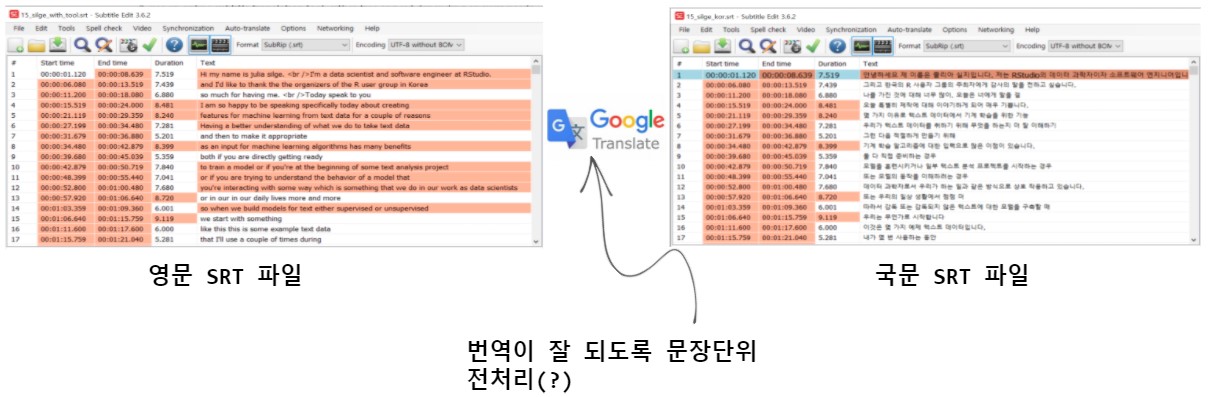 15_silge_with_tool.srt - Subtitle Edit 3.6.2
File Edit Tools Spell check Video Synchronization Auto-translate Options Networking Help
Format SubRip (.srt) Encoding UTF-8 without BOM
# Start time End time Duration Text
1 00:00:01.120 00:00:08.639 7.519 Hi my name is julia silge. <br />I'm a data scientist and software engineer at RStudio.
2 00:00:06.080 00:00:13.519 7.439 and I'd like to thank the the organizers of the R user group in Korea
3 00:00:11.200 00:00:18.080 6.880 so much for having me. <br />Today speak to you
4 00:00:15.519 00:00:24.000 8.481 I am so happy to be speaking specifically today about creating
5 00:00:21.119 00:00:29.359 8.240 features for machine learning from text data for a couple of reasons
6 00:00:27.199 00:00:34.480 7.281 Having a better understanding of what we do to take text data
7 00:00:31.679 00:00:36.880 5.201 and then to make it appropriate
8 00:00:34.480 00:00:42.879 8.399 as an input for machine learning algorithms has many benefits
9 00:00:39.680 00:00:45.039 5.359 both if you are directly getting ready
10 00:00:42.879 00:00:50.719 7.840 to train a model or if you're at the beginning of some text analysis project
11 00:00:48.399 00:00:55.440 7.041 or if you are trying to understand the behavior of a model that
12 00:00:52.800 00:01:00.480 7.680 you're interacting with some way which is something that we do in our work as data scientists
13 00:00:57.920 00:01:06.640 8.720 or in our in our daily lives more and more
14 00:01:03.359 00:01:09.360 6.001 so when we build models for text either supervised or unsupervised
15 00:01:06.640 00:01:15.759 9.119 we start with something
16 00:01:11.600 00:01:17.600 6.000 like this this is some example text data
17 00:01:15.759 00:01:21.040 5.281 that I'll use a couple of times during
영문 SRT 파일
Google
Translate
번역이 잘 되도록 문장단위
전처리(?)
15_silge_kor.srt - Subtitle Edit 3.6.2
File Edit Tools Spell check Video Synchronization Auto-translate Options Networking Help
Format SubRip (.srt) Encoding UTF-8 without BOM
# Start time End time Duration Text
1 00:00:01.120 00:00:08.639 7.519 안녕하세요 제 이름은 줄리아 실지입니다. 저는 RStudio의 데이터 과학자이자 소프트웨어 엔지니어입니
2 00:00:06.080 00:00:13.519 7.439 그리고 한국의 R 사용자 그룹의 주최자에게 감사의 말을 전하고 싶습니다.
3 00:00:11.200 00:00:18.080 6.880 나를 가진 것에 대해 너무 많이. 오늘은 너에게 말을 걸
4 00:00:15.519 00:00:24.000 8.481 오늘 특별히 제작에 대해 이야기하게 되어 매우 기쁩니다.
5 00:00:21.119 00:00:29.359 8.240 몇 가지 이유로 텍스트 데이터에서 기계 학습을 위한 기능
6 00:00:27.199 00:00:34.480 7.281 우리가 텍스트 데이터를 취하기 위해 무엇을 하는지 더 잘 이해하기
7 00:00:31.679 00:00:36.880 5.201 그런 다음 적절하게 만들기 위해
8 00:00:34.480 00:00:42.879 8.399 기계 학습 알고리즘에 대한 입력으로 많은 이점이 있습니다.
9 00:00:39.680 00:00:45.039 5.359 둘 다 직접 준비하는 경우
10 00:00:42.879 00:00:50.719 7.840 모델을 훈련시키거나 일부 텍스트 분석 프로젝트를 시작하는 경우
11 00:00:48.399 00:00:55.440 7.041 또는 모델의 동작을 이해하려는 경우
12 00:00:52.800 00:01:00.480 7.680 데이터 과학자로서 우리가 하는 일과 같은 방식으로 상호 작용하고 있습니다.
13 00:00:57.920 00:01:06.640 8.720 또는 우리의 일상 생활에서 점점 더
14 00:01:03.359 00:01:09.360 6.001 따라서 감독 또는 감독되지 않은 텍스트에 대한 모델을 구축할 때
15 00:01:06.640 00:01:15.759 9.119 우리는 무언가로 시작합니다
16 00:01:11.600 00:01:17.600 6.000 이것은 몇 가지 예제 텍스트 데이터입니다.
17 00:01:15.759 00:01:21.040 5.281 내가 몇 번 사용하는 동안
국문 SRT 파일